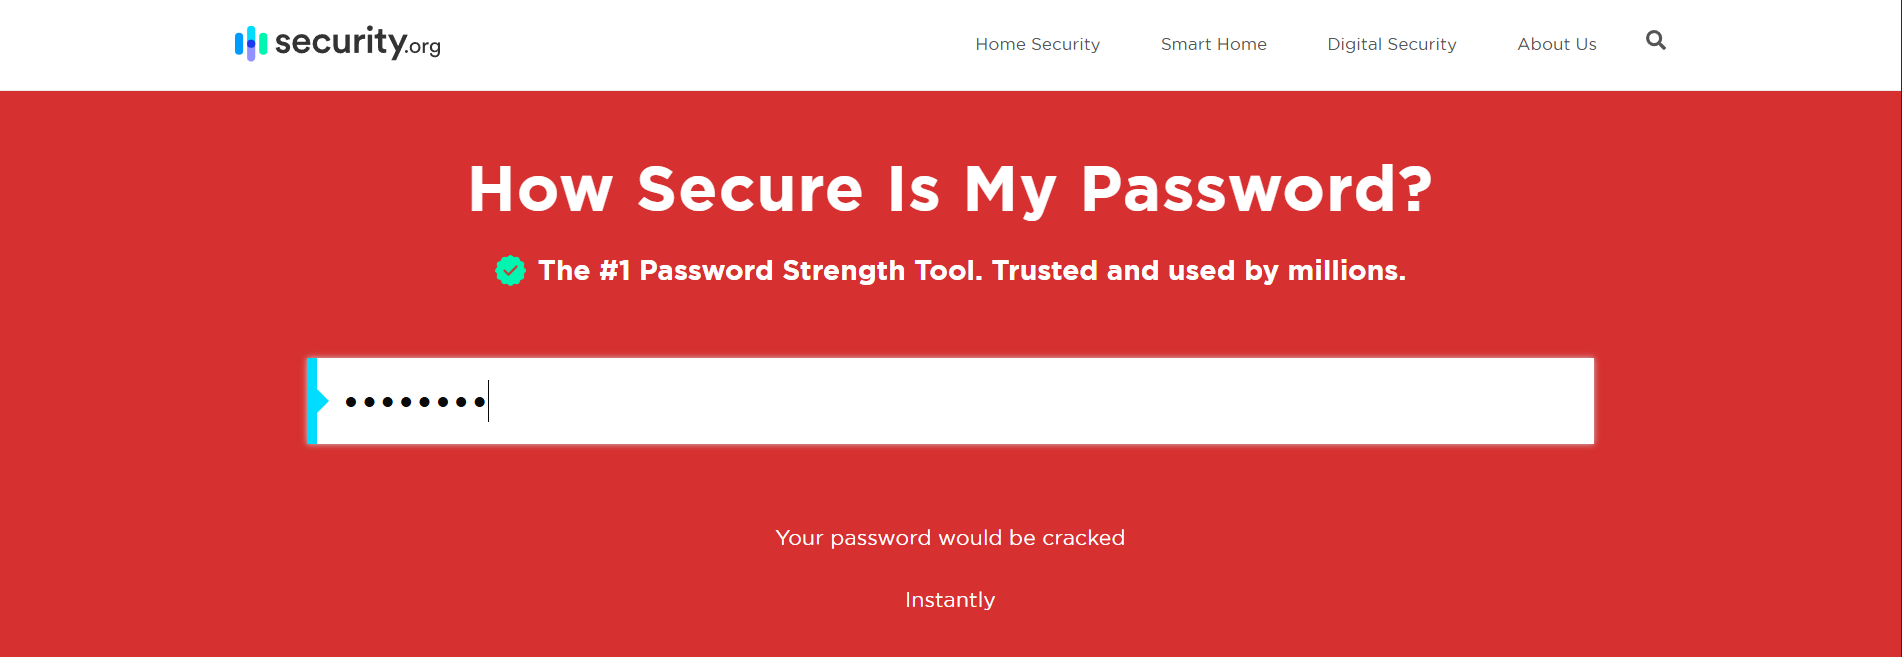 security.org
Home Security Smart Home Digital Security About Us
How Secure Is My Password?
The #1 Password Strength Tool. Trusted and used by millions.
••••••••
Your password would be cracked
Instantly